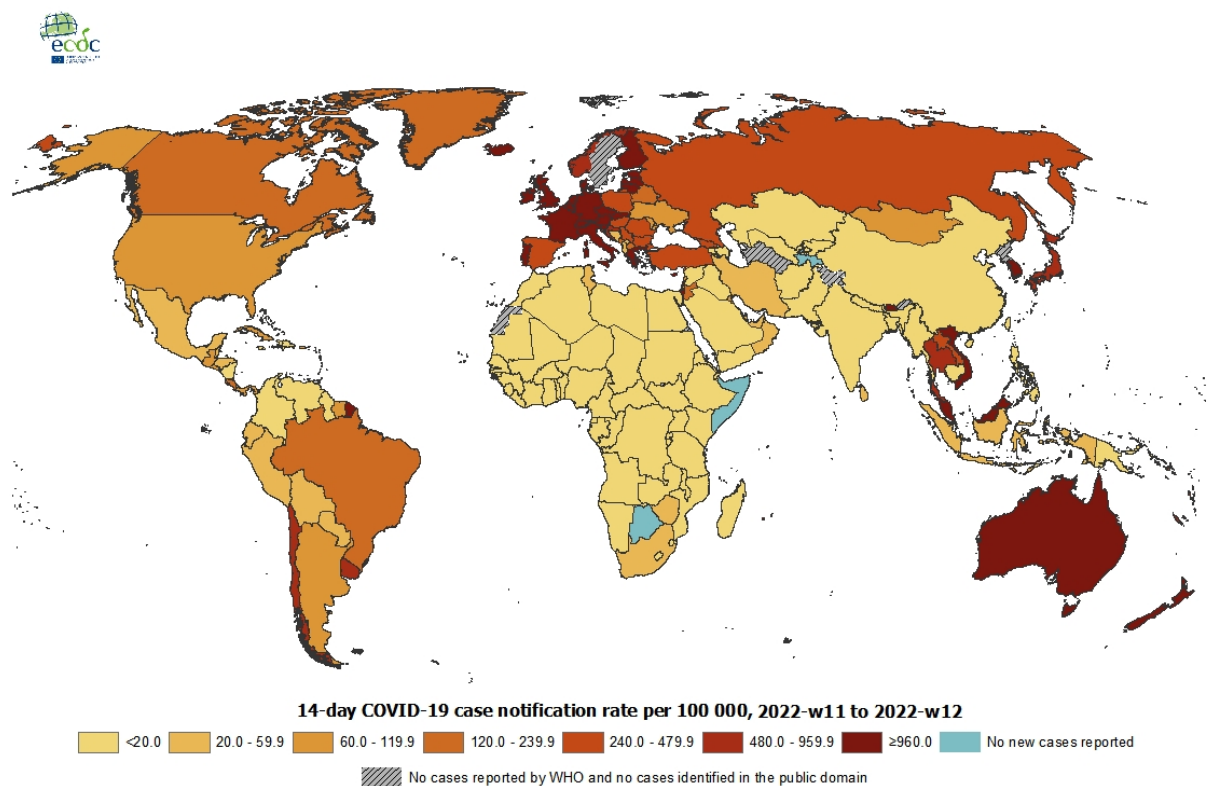 ecdc
14-day COVID-19 case notification rate per 100 000, 2022-w11 to 2022-w12
<20.0 20.0 - 59.9 60.0 - 119.9 120.0 - 239.9 240.0 - 479.9 480.0 - 959.9 ≥960.0 No new cases reported
No cases reported by WHO and no cases identified in the public domain